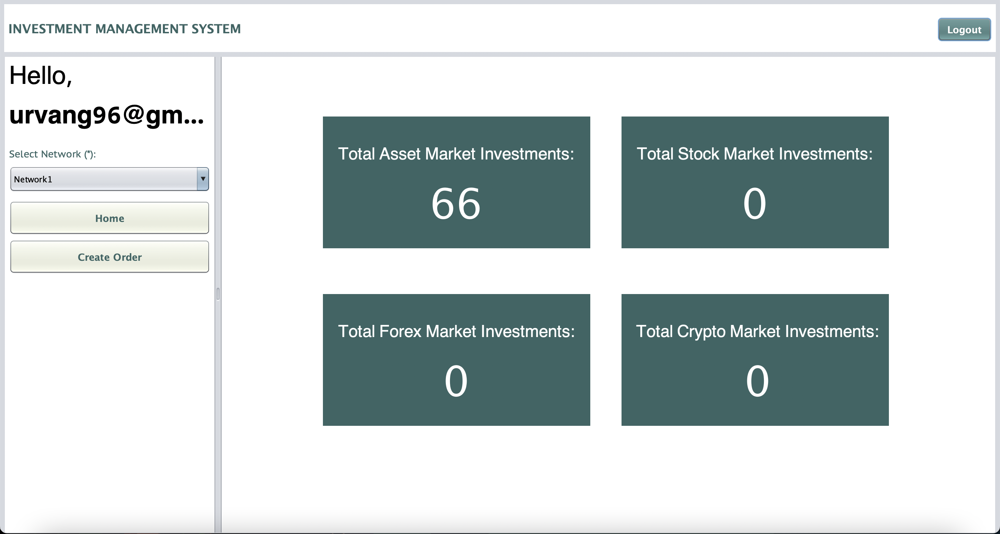 INVESTMENT MANAGEMENT SYSTEM
Logout
Hello,
urvang96@gm...
Select Network (*):
Network1
Home
Create Order
Total Asset Market Investments:
66
Total Stock Market Investments:
0
Total Forex Market Investments:
0
Total Crypto Market Investments:
0